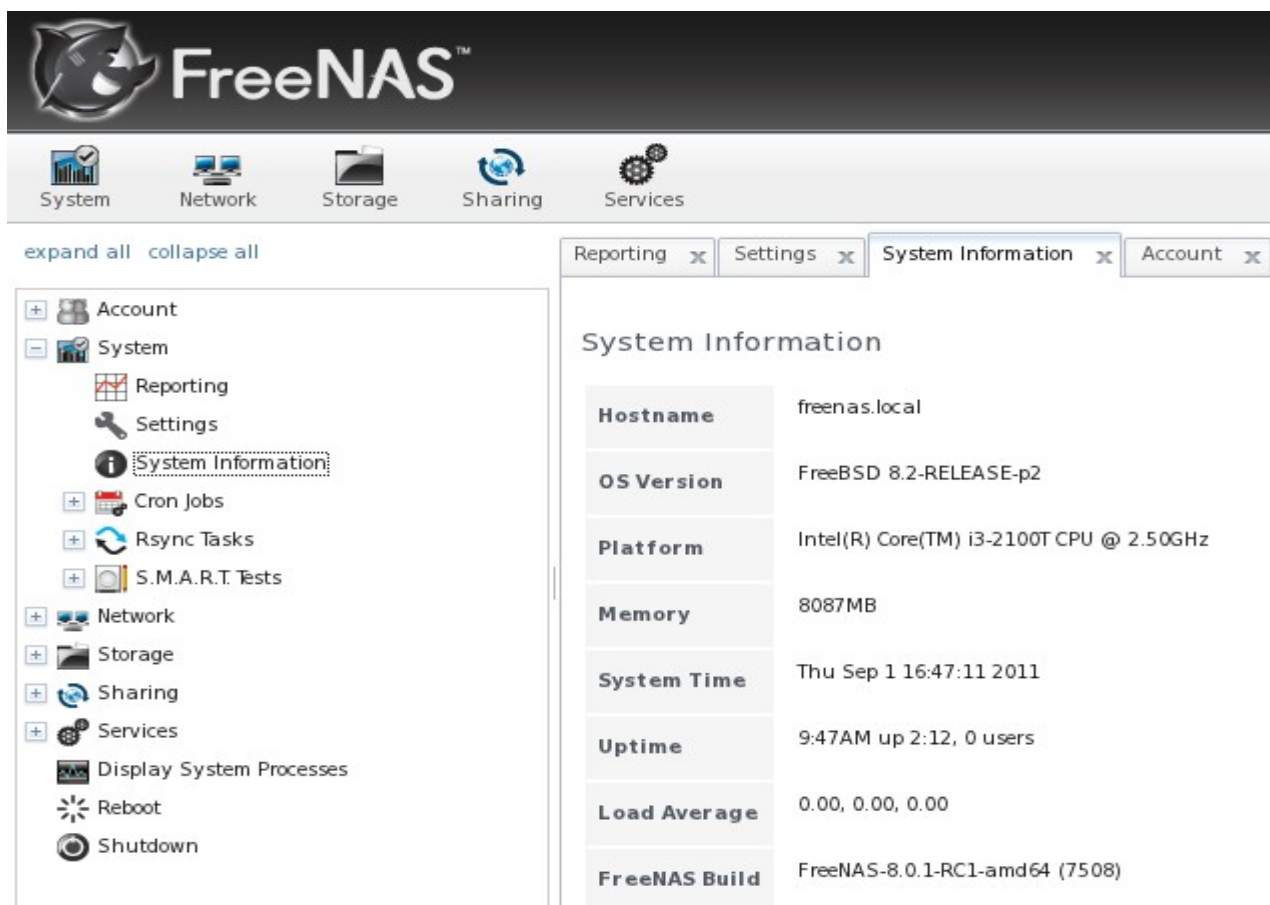 FreeNAS™
System Network Storage Sharing Services
expand all collapse all
Account
System
Reporting
Settings
System Information
Cron Jobs
Rsync Tasks
S.M.A.R.T. Tests
Network
Storage
Sharing
Services
Display System Processes
Reboot
Shutdown
Reporting x Settings x System Information x Account x
System Information
Hostname freenas.local
OS Version FreeBSD 8.2-RELEASE-p2
Platform Intel(R) Core(TM) i3-2100T CPU @ 2.50GHz
Memory 8087MB
System Time Thu Sep 1 16:47:11 2011
Uptime 9:47AM up 2:12, 0 users
Load Average 0.00, 0.00, 0.00
FreeNAS Build FreeNAS-8.0.1-RC1-amd64 (7508)